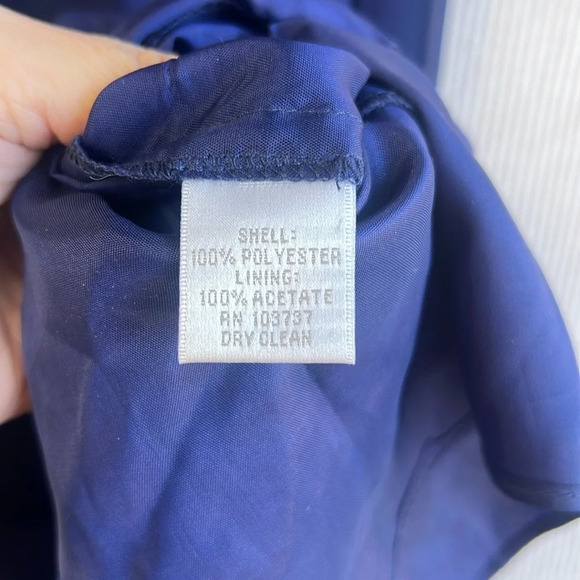 SHELL:
100% POLYESTER
LINING:
100% ACETATE
RN 103737
DRY CLEAN